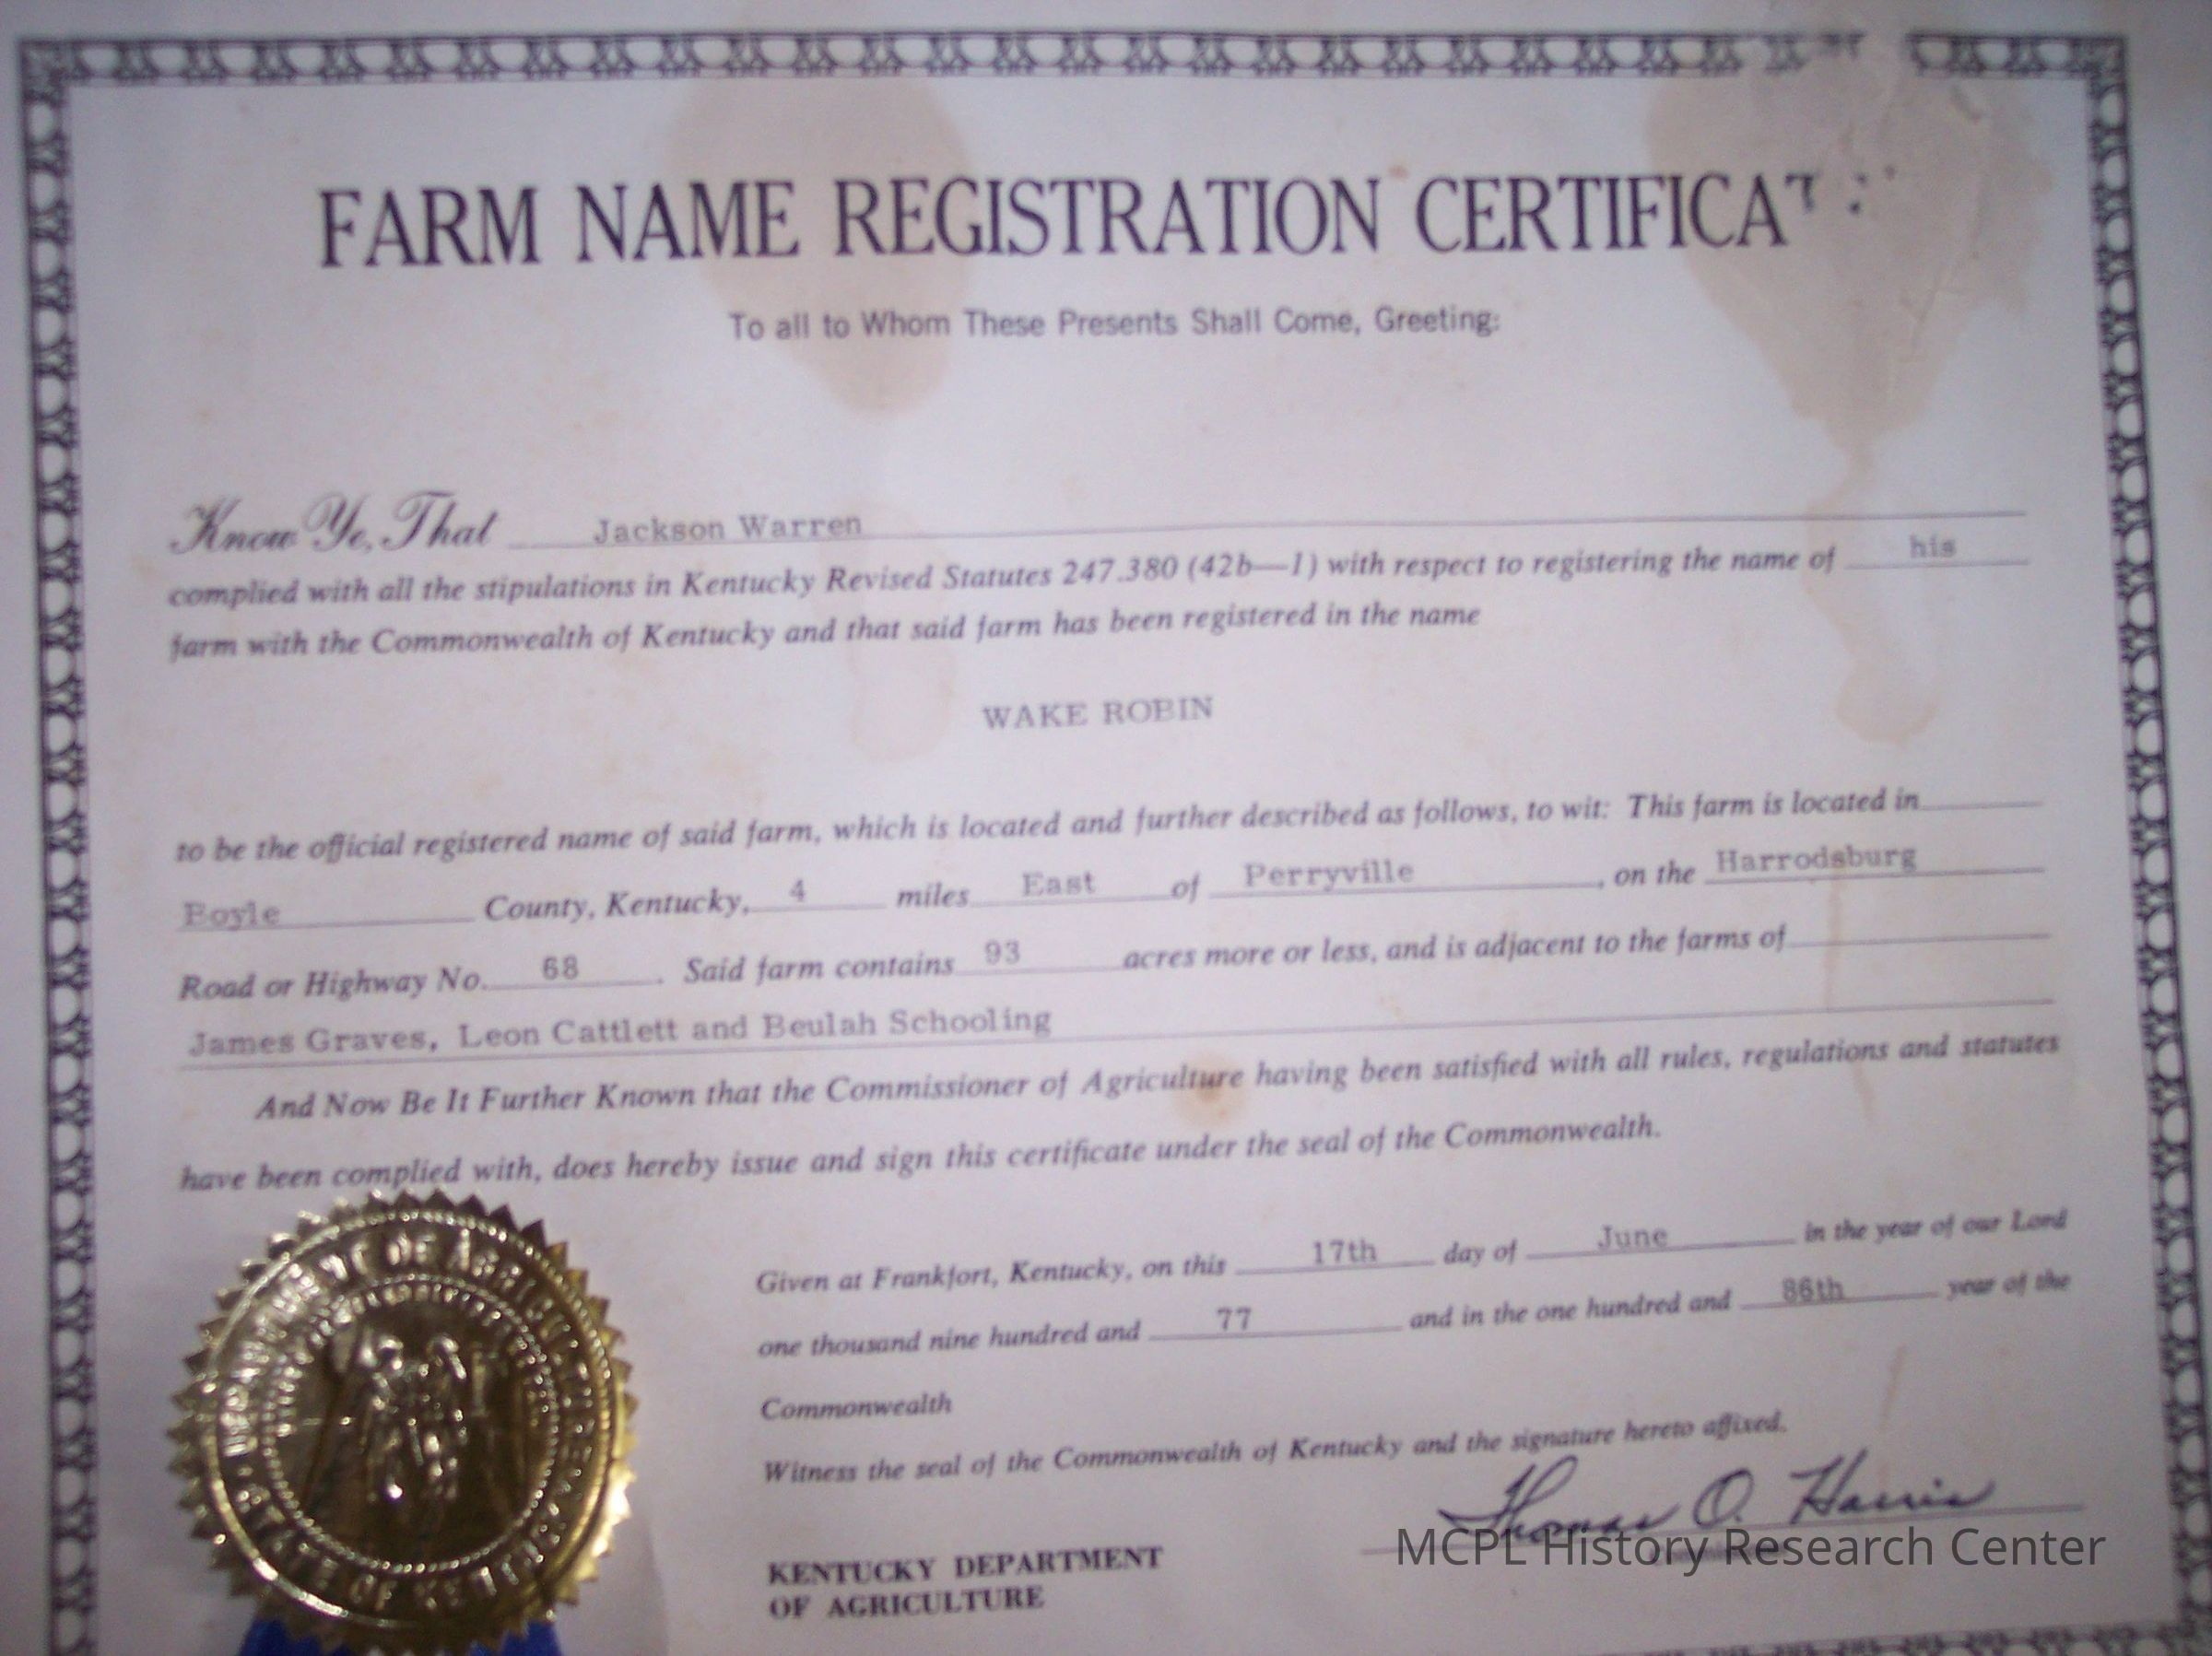 FARM NAME REGISTRATION CERTIFICAT
To all to Whom These Presents Shall Come, Greeting:
Know Ye, That Jackson Warren
complied with all the stipulations in Kentucky Revised Statutes 247.380 (42b—1) with respect to registering the name of his
farm with the Commonwealth of Kentucky and that said farm has been registered in the name
WAKE ROBIN
to be the official registered name of said farm, which is located and further described as follows, to wit: This farm is located in
Boyle County, Kentucky, 4 miles East of Perryville, on the Harrodsburg
Road or Highway No. 68. Said farm contains 93 acres more or less, and is adjacent to the farms of
James Graves, Leon Cattlett and Beulah Schooling
And Now Be It Further Known that the Commissioner of Agriculture having been satisfied with all rules, regulations and statutes
have been complied with, does hereby issue and sign this certificate under the seal of the Commonwealth.
Given at Frankfort, Kentucky, on this 17th day of June in the year of our Lord
one thousand nine hundred and 77 and in the one hundred and 86th year of the
Commonwealth
Witness the seal of the Commonwealth of Kentucky and the signature hereto affixed.
Thomas O. Harris
KENTUCKY DEPARTMENT
OF AGRICULTURE
STATE OF KENTUCKY
MCPL History Research Center